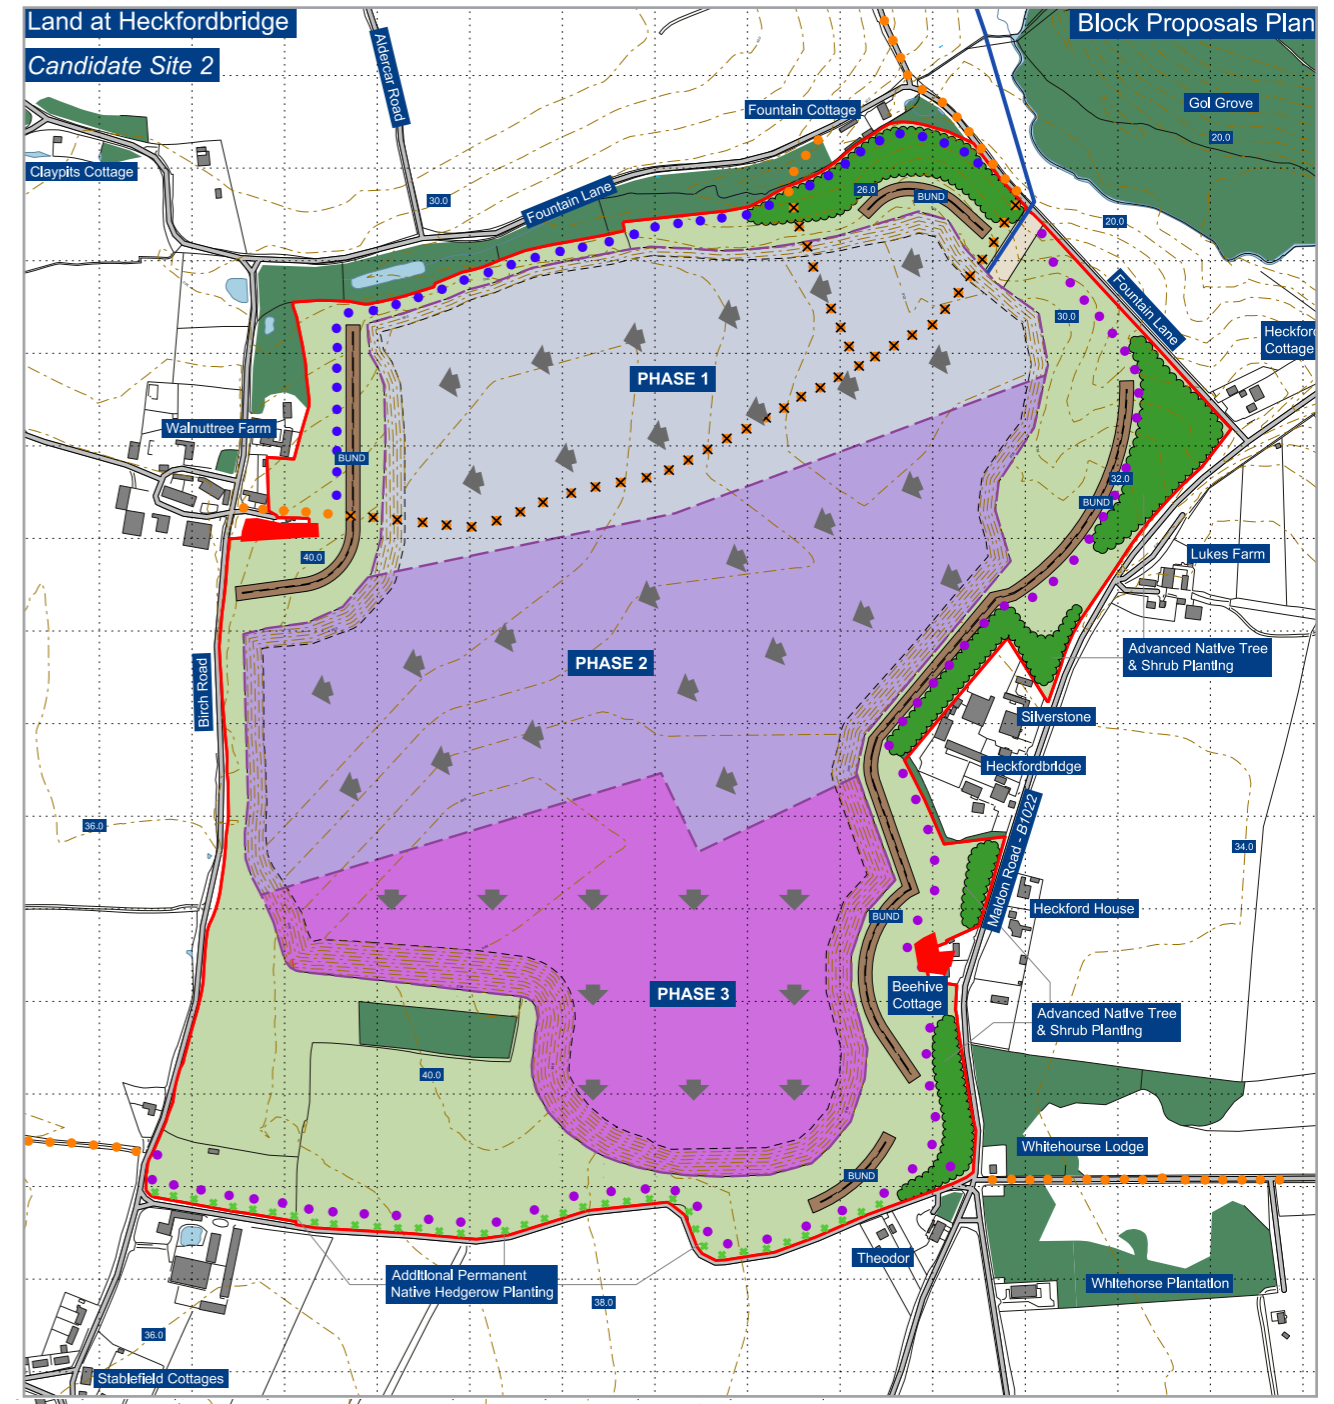 Land at Heckfordbridge
Block Proposals Plan
Candidate Site 2
Aldercar Road
Gol Grove
20.0
Fountain Cottage
Claypits Cottage
30.0
Fountain Lane
26.0
BUND
20.0
Fountain Lane
30.0
Heckford
Cottage
PHASE 1
Walnuttree Farm
BUND
32.0
BUND
40.0
Lukes Farm
Advanced Native Tree
& Shrub Planting
PHASE 2
Birch Road
Silverstone
Heckfordbridge
Maldon Road - B1022
36.0
34.0
Heckford House
BUND
Beehive
Cottage
PHASE 3
Advanced Native Tree
& Shrub Planting
40.0
Whitehourse Lodge
BUND
Theodor
Additional Permanent
Native Hedgerow Planting
Whitehorse Plantation
38.0
36.0
Stablefield Cottages